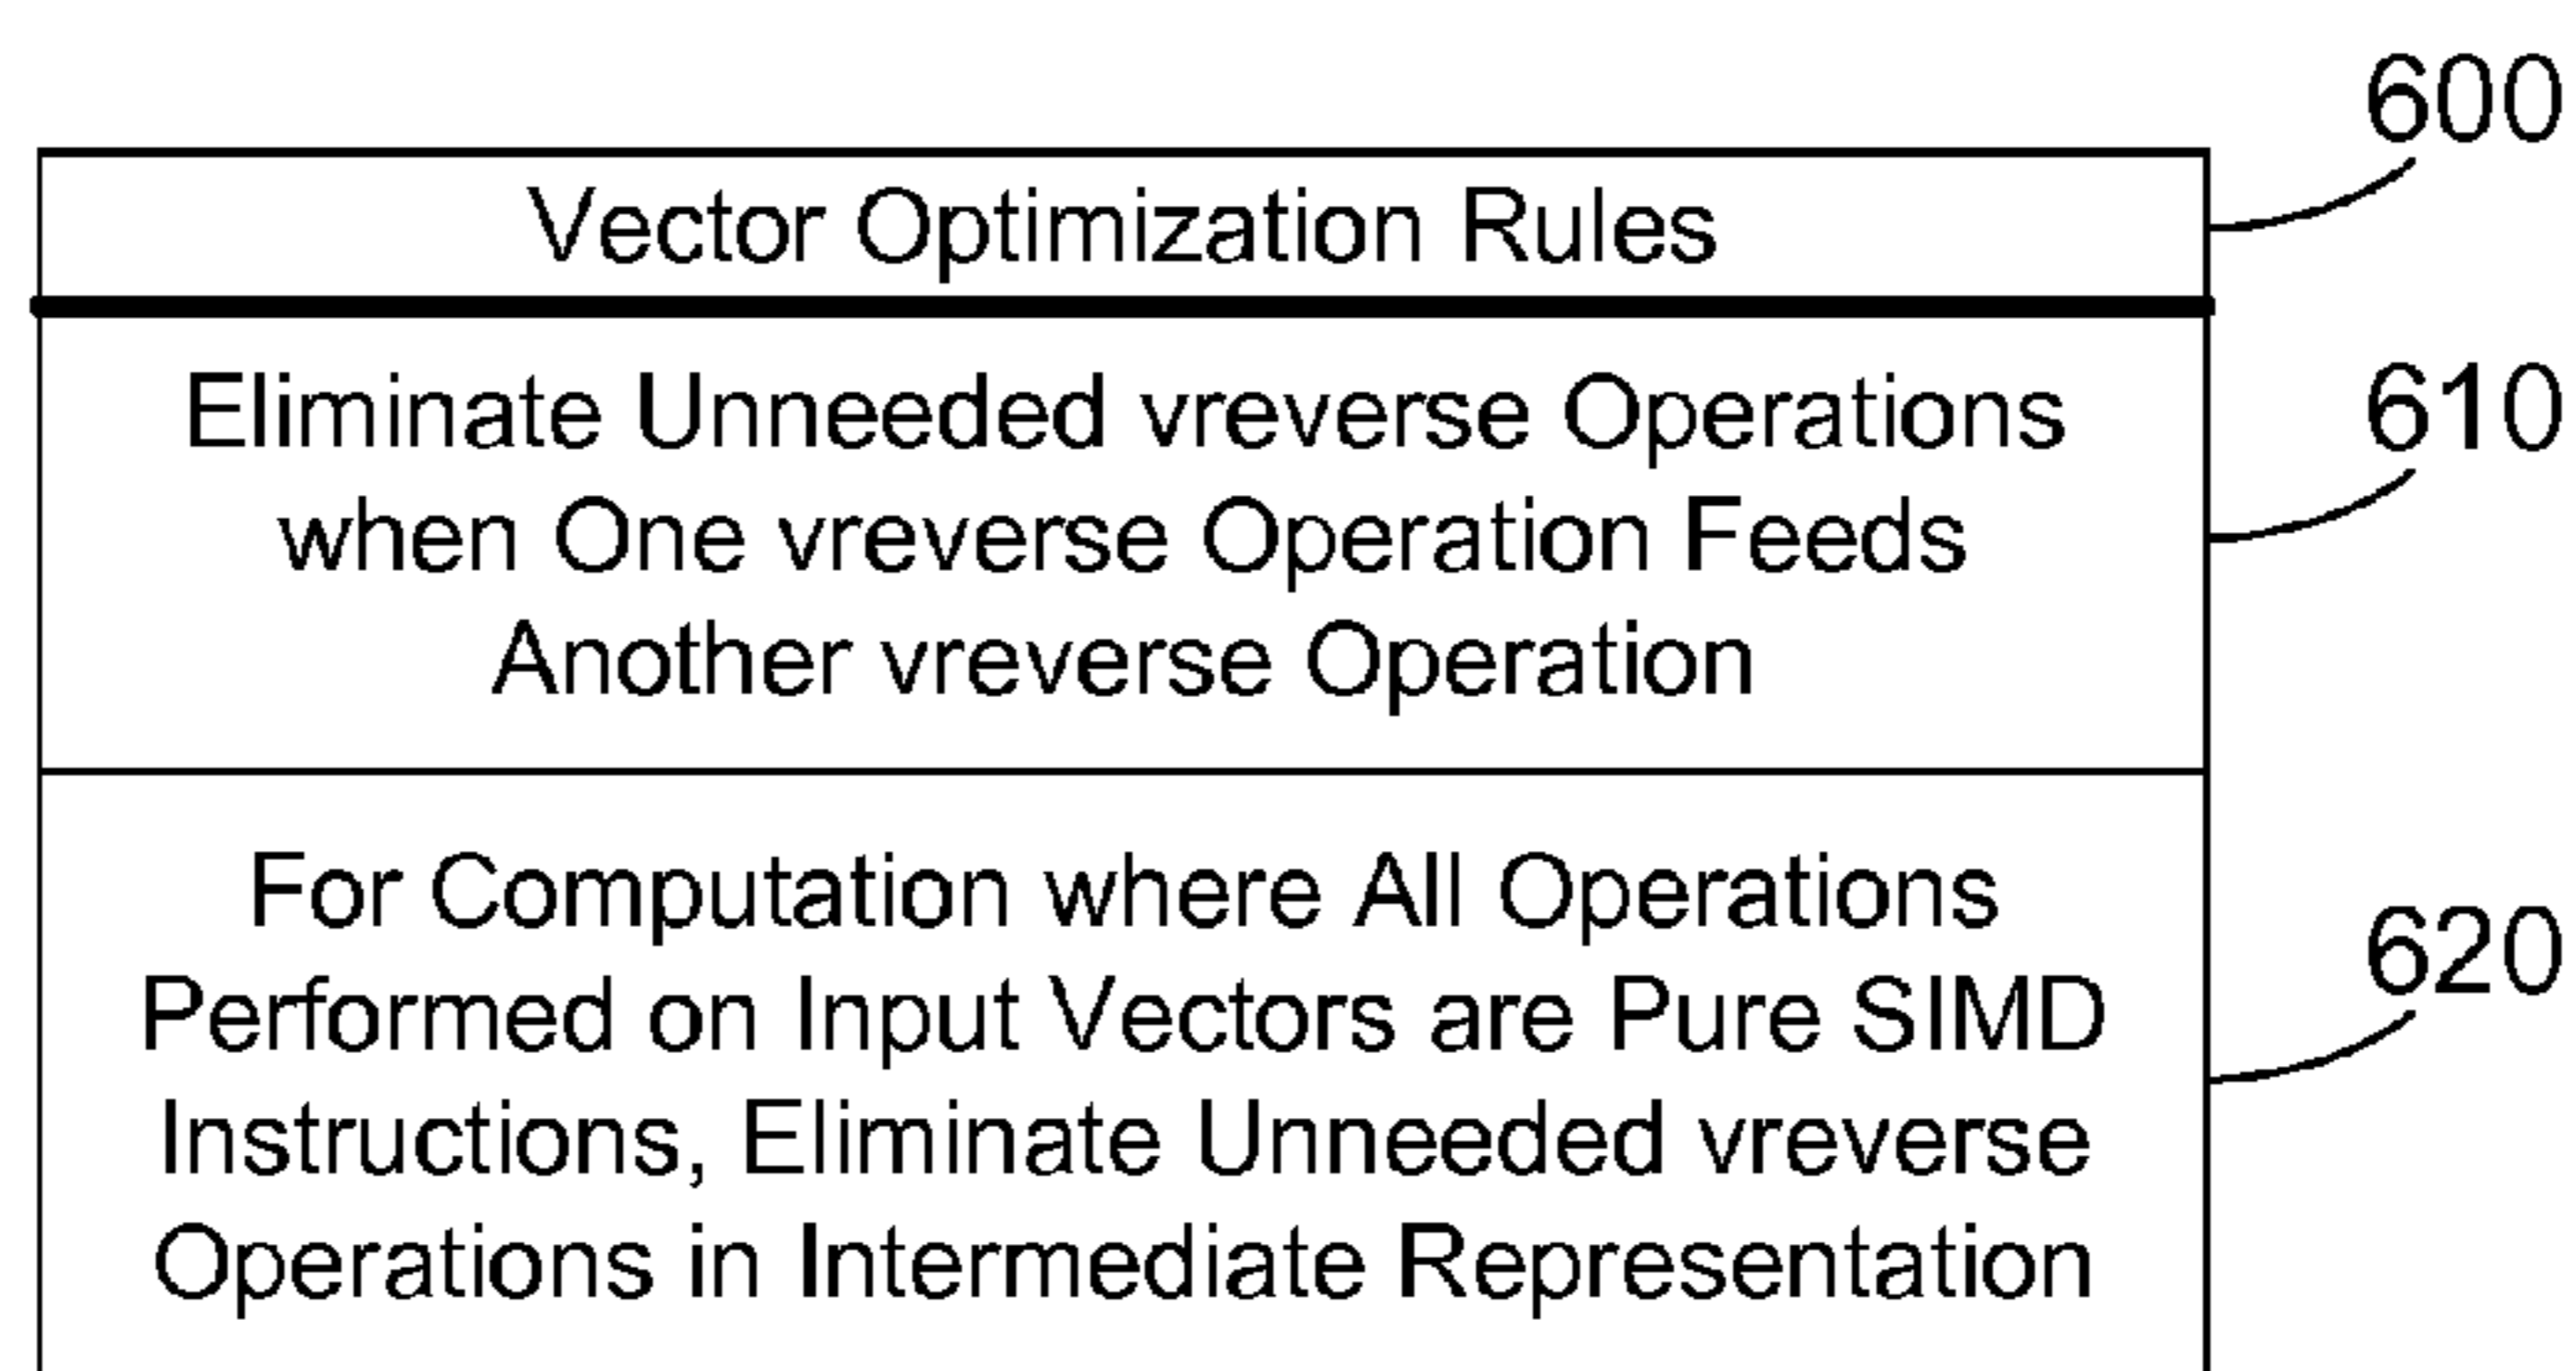 600
Vector Optimization Rules
610
Eliminate Unneeded vreverse Operations
when One vreverse Operation Feeds
Another vreverse Operation
620
For Computation where All Operations
Performed on Input Vectors are Pure SIMD
Instructions, Eliminate Unneeded vreverse
Operations in Intermediate Representation